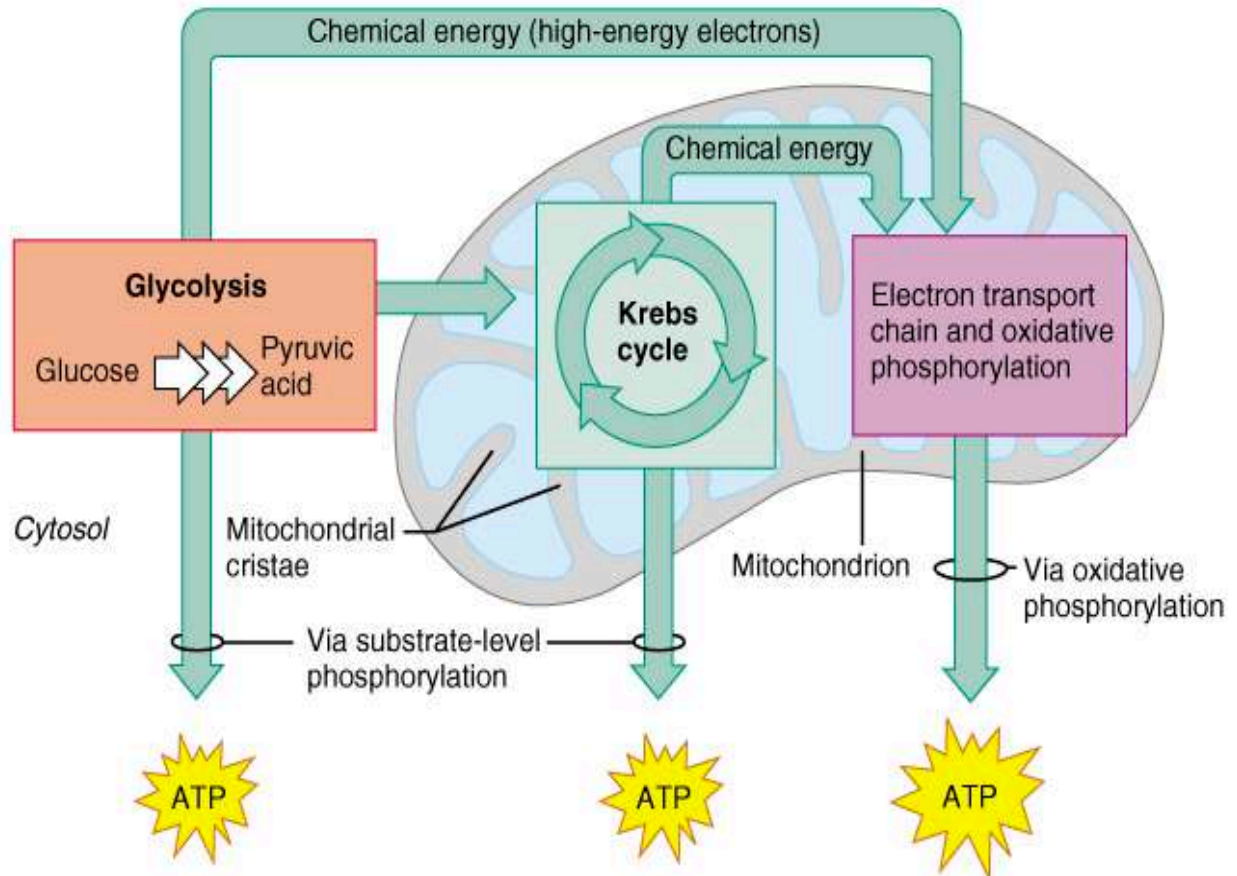 Chemical energy (high-energy electrons)
Chemical energy
Glycolysis
Glucose
Pyruvic
acid
Krebs
cycle
Electron transport
chain and oxidative
phosphorylation
Cytosol
Mitochondrial
cristae
Mitochondrion
Via oxidative
phosphorylation
Via substrate-level
phosphorylation
ATP
ATP
ATP